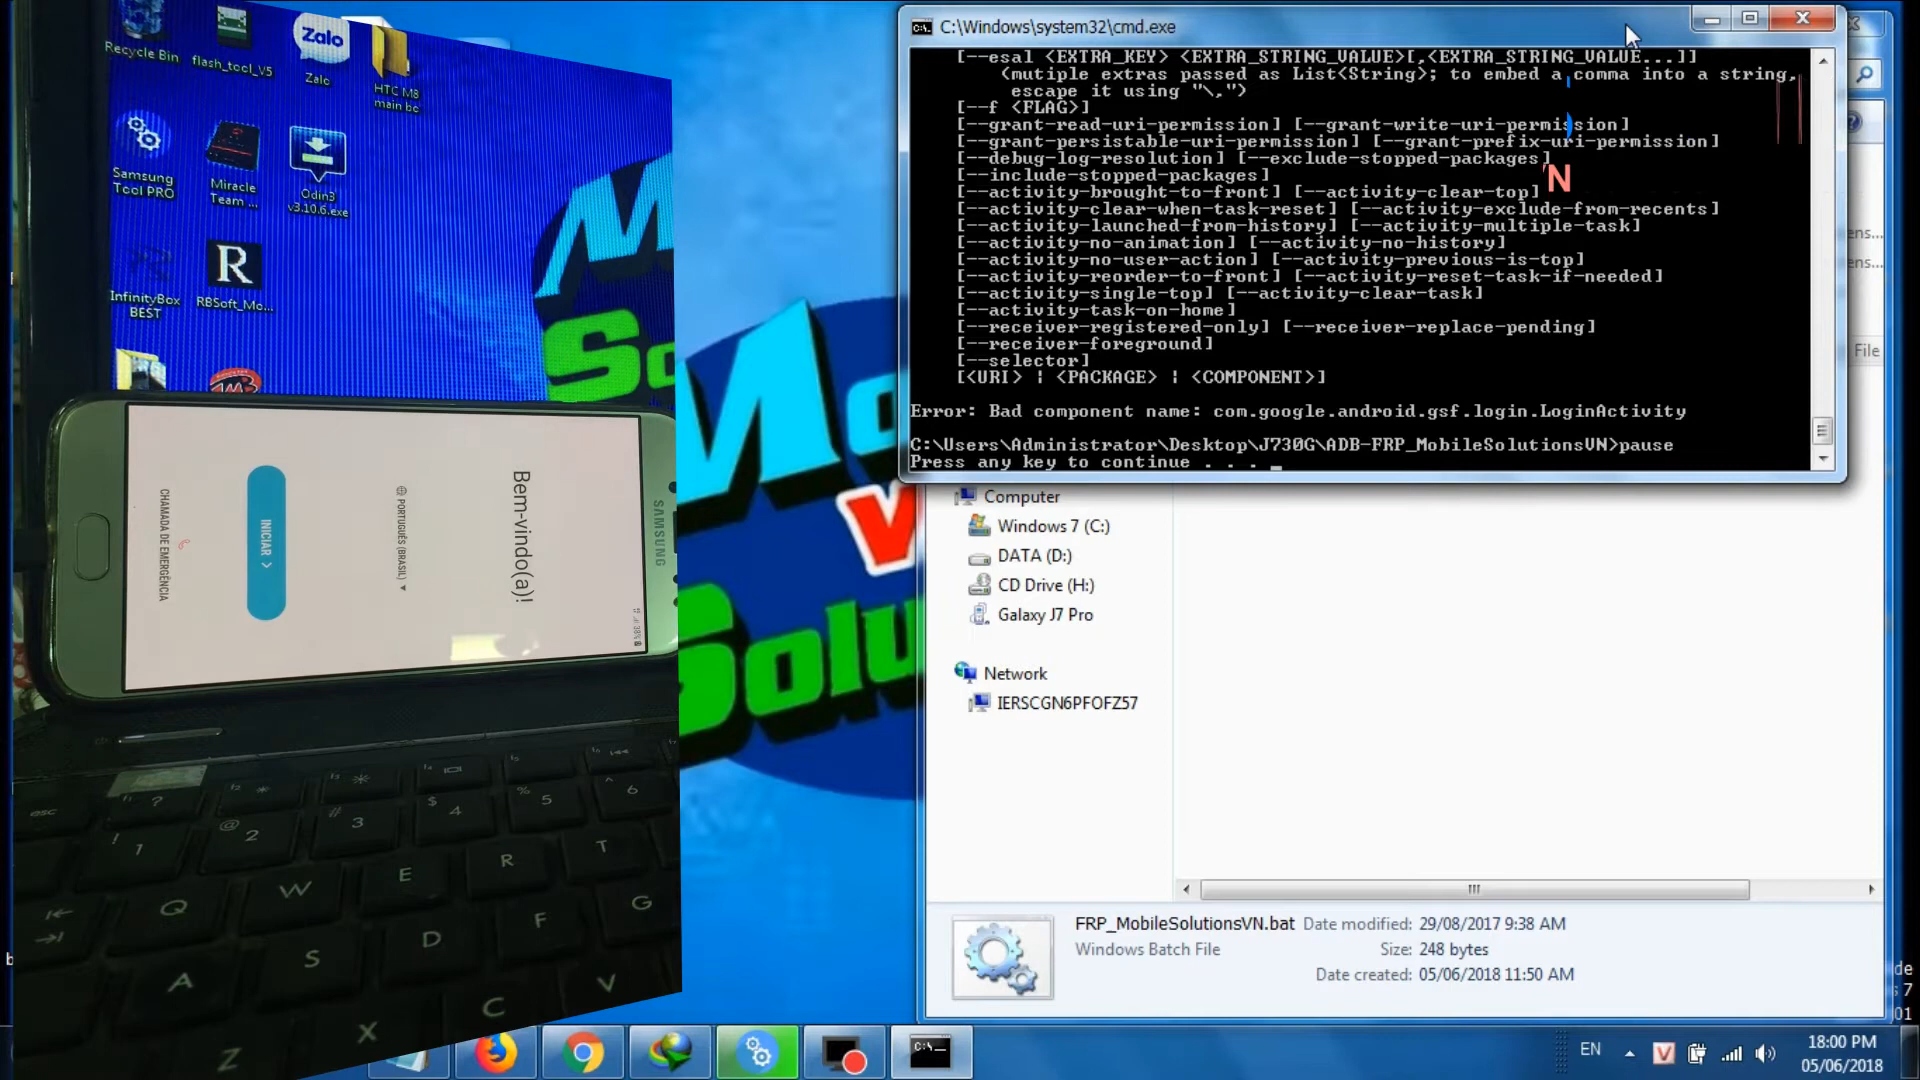 Recycle Bin
flash_tool_V5
Zalo
Zalo
HTC M8
main bo
Samsung
Tool PRO
Miracle
Team ...
Odin3
v3.10.6.exe
InfinityBox
BEST
R
RBSoft_Mo...
SAMSUNG
38%
Bem-vindo(a)!
PORTUGUÊS (BRASIL)
INICIAR >
CHAMADA DE EMERGÊNCIA
C:\Windows\system32\cmd.exe
[--esal <EXTRA_KEY> <EXTRA_STRING_VALUE>[,<EXTRA_STRING_VALUE...]]
(mutiple extras passed as List<String>; to embed a comma into a string,
escape it using "\,")
[--f <FLAG>]
[--grant-read-uri-permission] [--grant-write-uri-permission]
[--grant-persistable-uri-permission] [--grant-prefix-uri-permission]
[--debug-log-resolution] [--exclude-stopped-packages]
[--include-stopped-packages]
[--activity-brought-to-front] [--activity-clear-top]
N
[--activity-clear-when-task-reset] [--activity-exclude-from-recents]
[--activity-launched-from-history] [--activity-multiple-task]
[--activity-no-animation] [--activity-no-history]
[--activity-no-user-action] [--activity-previous-is-top]
[--activity-reorder-to-front] [--activity-reset-task-if-needed]
[--activity-single-top] [--activity-clear-task]
[--activity-task-on-home]
[--receiver-registered-only] [--receiver-replace-pending]
[--receiver-foreground]
[--selector]
[<URI> | <PACKAGE> | <COMPONENT>]
Error: Bad component name: com.google.android.gsf.login.LoginActivity
C:\Users\Administrator\Desktop\J730G\ADB-FRP_MobileSolutionsVN>pause
Press any key to continue . . .
File
Computer
Windows 7 (C:)
DATA (D:)
CD Drive (H:)
Galaxy J7 Pro
Network
IERSCGN6PFOFZ57
FRP_MobileSolutionsVN.bat
Date modified: 29/08/2017 9:38 AM
Windows Batch File
Size: 248 bytes
Date created: 05/06/2018 11:50 AM
EN
V
18:00 PM
05/06/2018
esc
1
2
3
4
5
6
Q
W
E
R
T
A
S
D
F
G
Z
X
C
V